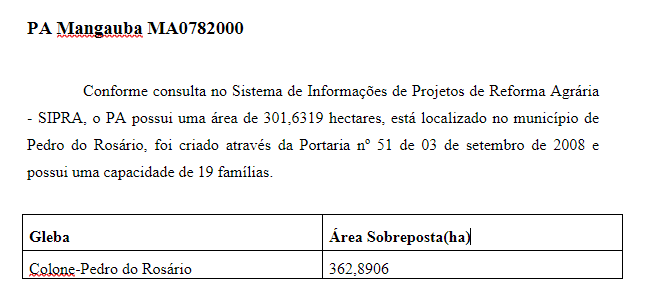 PA Mangauba MA0782000
Conforme consulta no Sistema de Informações de Projetos de Reforma Agrária
- SIPRA, o PA possui uma área de 301,6319 hectares, está localizado no município de
Pedro do Rosário, foi criado através da Portaria nº 51 de 03 de setembro de 2008 e
possui uma capacidade de 19 famílias.
Gleba Área Sobreposta(ha)
Colone-Pedro do Rosário 362,8906